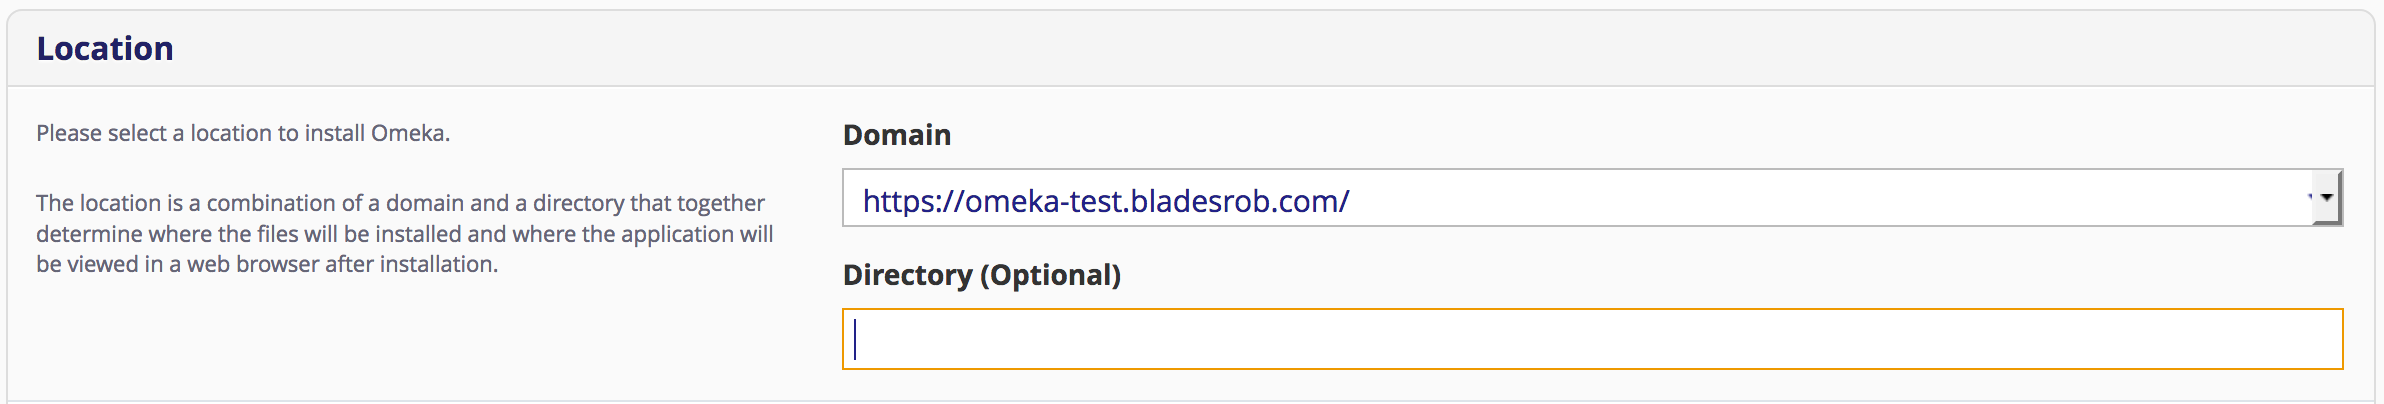 Location
Please select a location to install Omeka.
The location is a combination of a domain and a directory that together
determine where the files will be installed and where the application will
be viewed in a web browser after installation.
Domain
https://omeka-test.bladesrob.com/
Directory (Optional)